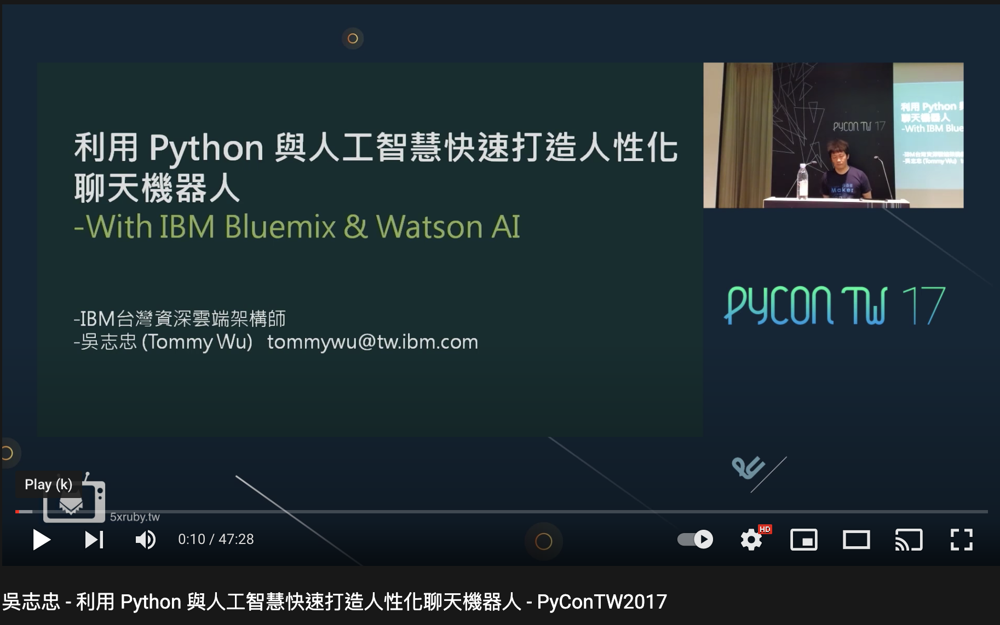 利用 Python 與人工智慧快速打造人性化
聊天機器人
-With IBM Bluemix & Watson AI
-IBM台灣資深雲端架構師
-吳志忠 (Tommy Wu) tommywu@tw.ibm.com
利用 Python
聊天機器人
-With IBM Blue
PYCON TW 17
Maker
PYCON TW 17
Play (k)
5xruby.tw
0:10 / 47:28
HD
吳志忠 - 利用 Python 與人工智慧快速打造人性化聊天機器人 - PyConTW2017